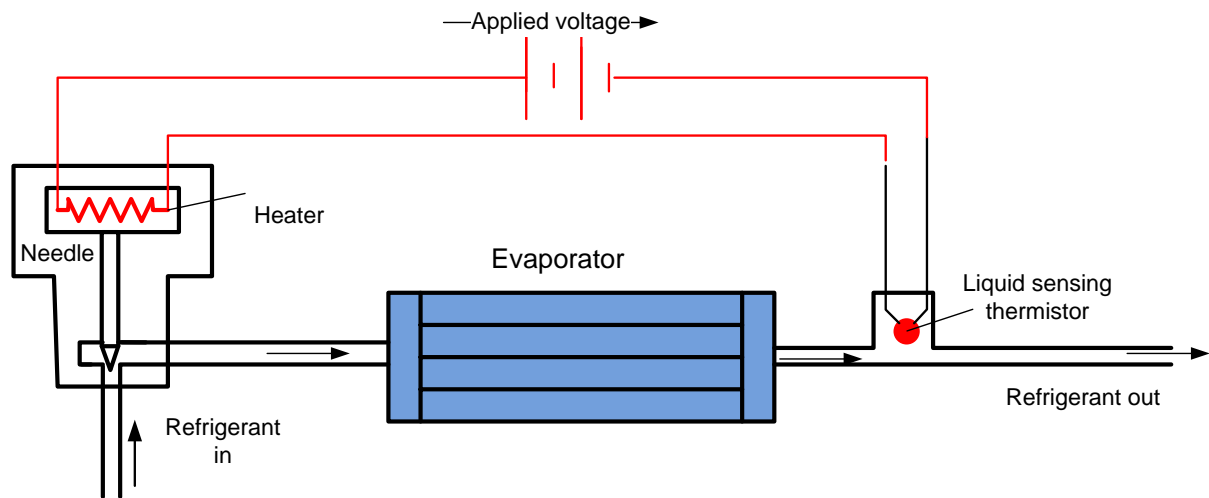 Applied voltage
Heater
Needle
Evaporator
Liquid sensing
thermistor
Refrigerant
in
Refrigerant out